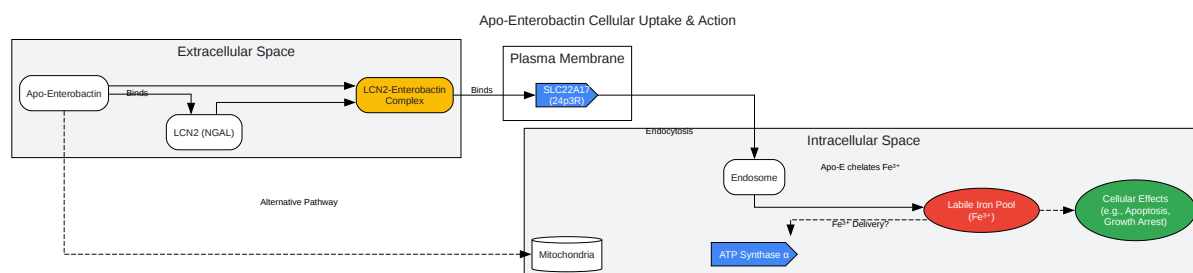 Apo-Enterobactin Cellular Uptake & Action
Extracellular Space
Plasma Membrane
Apo-Enterobactin
Binds
LCN2-Enterobactin
Complex
LCN2 (NGAL)
Binds
SLC22A17
(24p3R)
Endocytosis
Intracellular Space
Apo-E chelates Fe³⁺
Endosome
Alternative Pathway
Labile Iron Pool
(Fe³⁺)
Cellular Effects
(e.g., Apoptosis,
Growth Arrest)
Fe³⁺ Delivery?
Mitochondria
ATP Synthase α